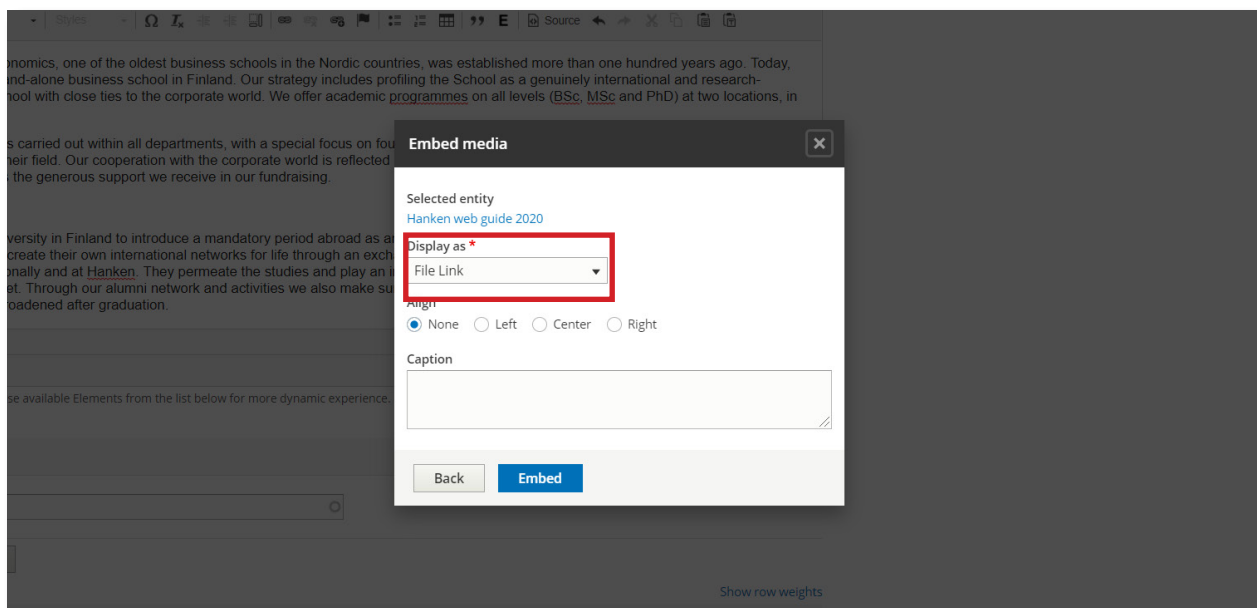 Styles
Source
onomics, one of the oldest business schools in the Nordic countries, was established more than one hundred years ago. Today,
and-alone business school in Finland. Our strategy includes profiling the School as a genuinely international and research-
hool with close ties to the corporate world. We offer academic programmes on all levels (BSc, MSc and PhD) at two locations, in
s carried out within all departments, with a special focus on fou
heir field. Our cooperation with the corporate world is reflected
the generous support we receive in our fundraising.
versity in Finland to introduce a mandatory period abroad as a
create their own international networks for life through an exch
onally and at Hanken. They permeate the studies and play an i
et. Through our alumni network and activities we also make su
roadened after graduation.
se available Elements from the list below for more dynamic experience.
Embed media
Selected entity
Hanken web guide 2020
Display as *
File Link
Align
None Left Center Right
Caption
Back Embed
Show row weights